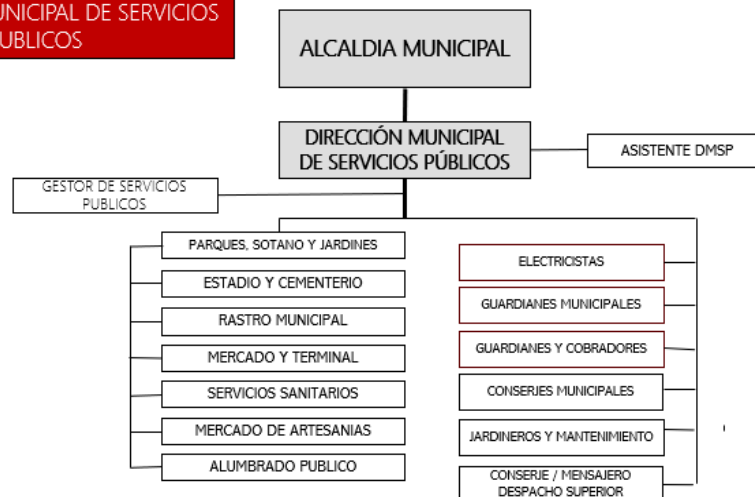 UNICIPAL DE SERVICIOS
UBLICOS
ALCALDIA MUNICIPAL
DIRECCIÓN MUNICIPAL
DE SERVICIOS PÚBLICOS
ASISTENTE DMSP
GESTOR DE SERVICIOS
PUBLICOS
PARQUES, SOTANO Y JARDINES
ESTADIO Y CEMENTERIO
RASTRO MUNICIPAL
MERCADO Y TERMINAL
SERVICIOS SANITARIOS
MERCADO DE ARTESANIAS
ALUMBRADO PUBLICO
ELECTRICISTAS
GUARDIANES MUNICIPALES
GUARDIANES Y COBRADORES
CONSERJES MUNICIPALES
JARDINEROS Y MANTENIMIENTO
CONSERJE / MENSAJERO
DESPACHO SUPERIOR